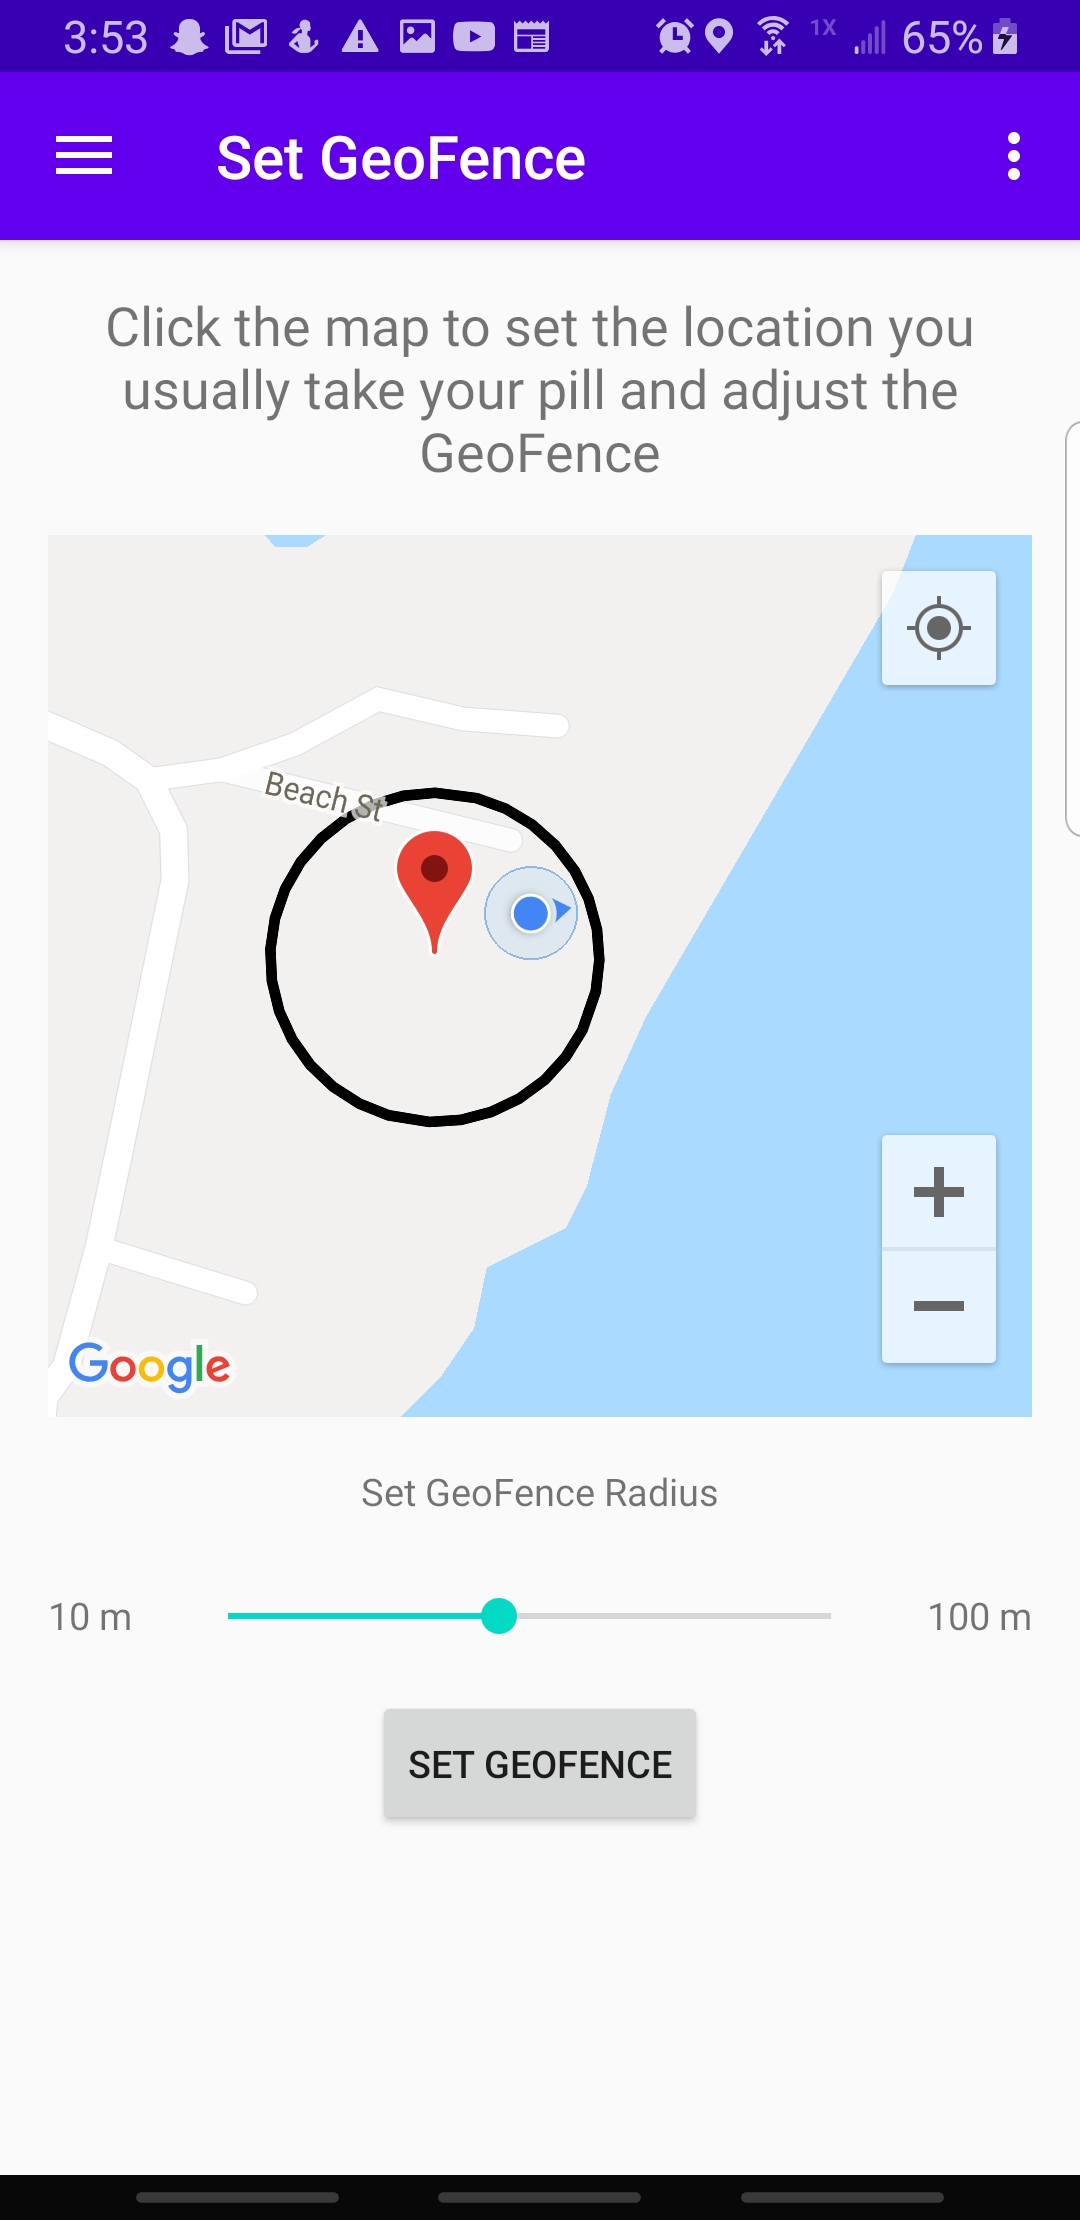 3:53 1X 65%
Set GeoFence
Click the map to set the location you
usually take your pill and adjust the
GeoFence
Beach St
Google
Set GeoFence Radius
10 m 100 m
SET GEOFENCE